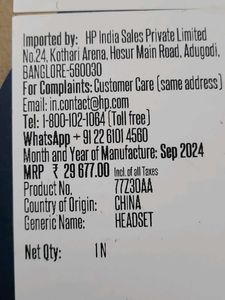 Imported by: HP India Sales Private Limited
No.24, Kothari Arena, Hosur Main Road, Adugodi,
BANGLORE-560030
For Complaints: Customer Care (same address)
Email: in.contact@hp.com
Tel: 1-800-102-1064 (Toll free)
WhatsApp + 91 22 6101 4560
Month and Year of Manufacture: Sep 2024
MRP ₹ 29 677.00 Incl. of all Taxes
Product No. 77Z30AA
Country of Origin: CHINA
Generic Name: HEADSET
Net Qty: 1 N